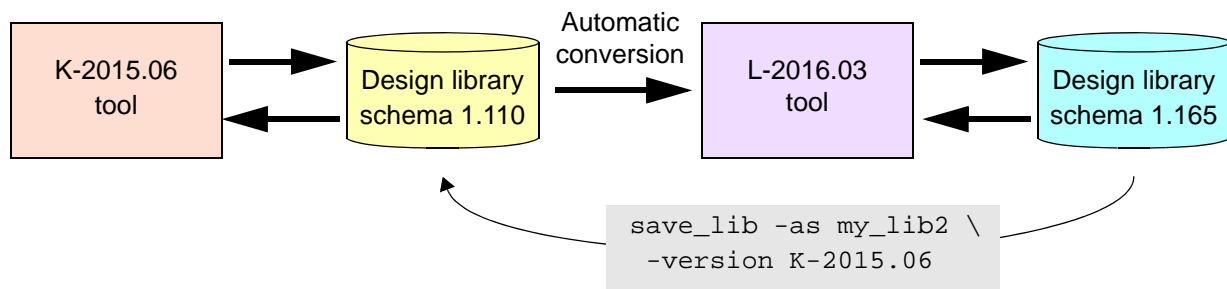 K-2015.06
tool
Design library
schema 1.110
Automatic
conversion
L-2016.03
tool
Design library
schema 1.165
save_lib -as my_lib2 \
-version K-2015.06